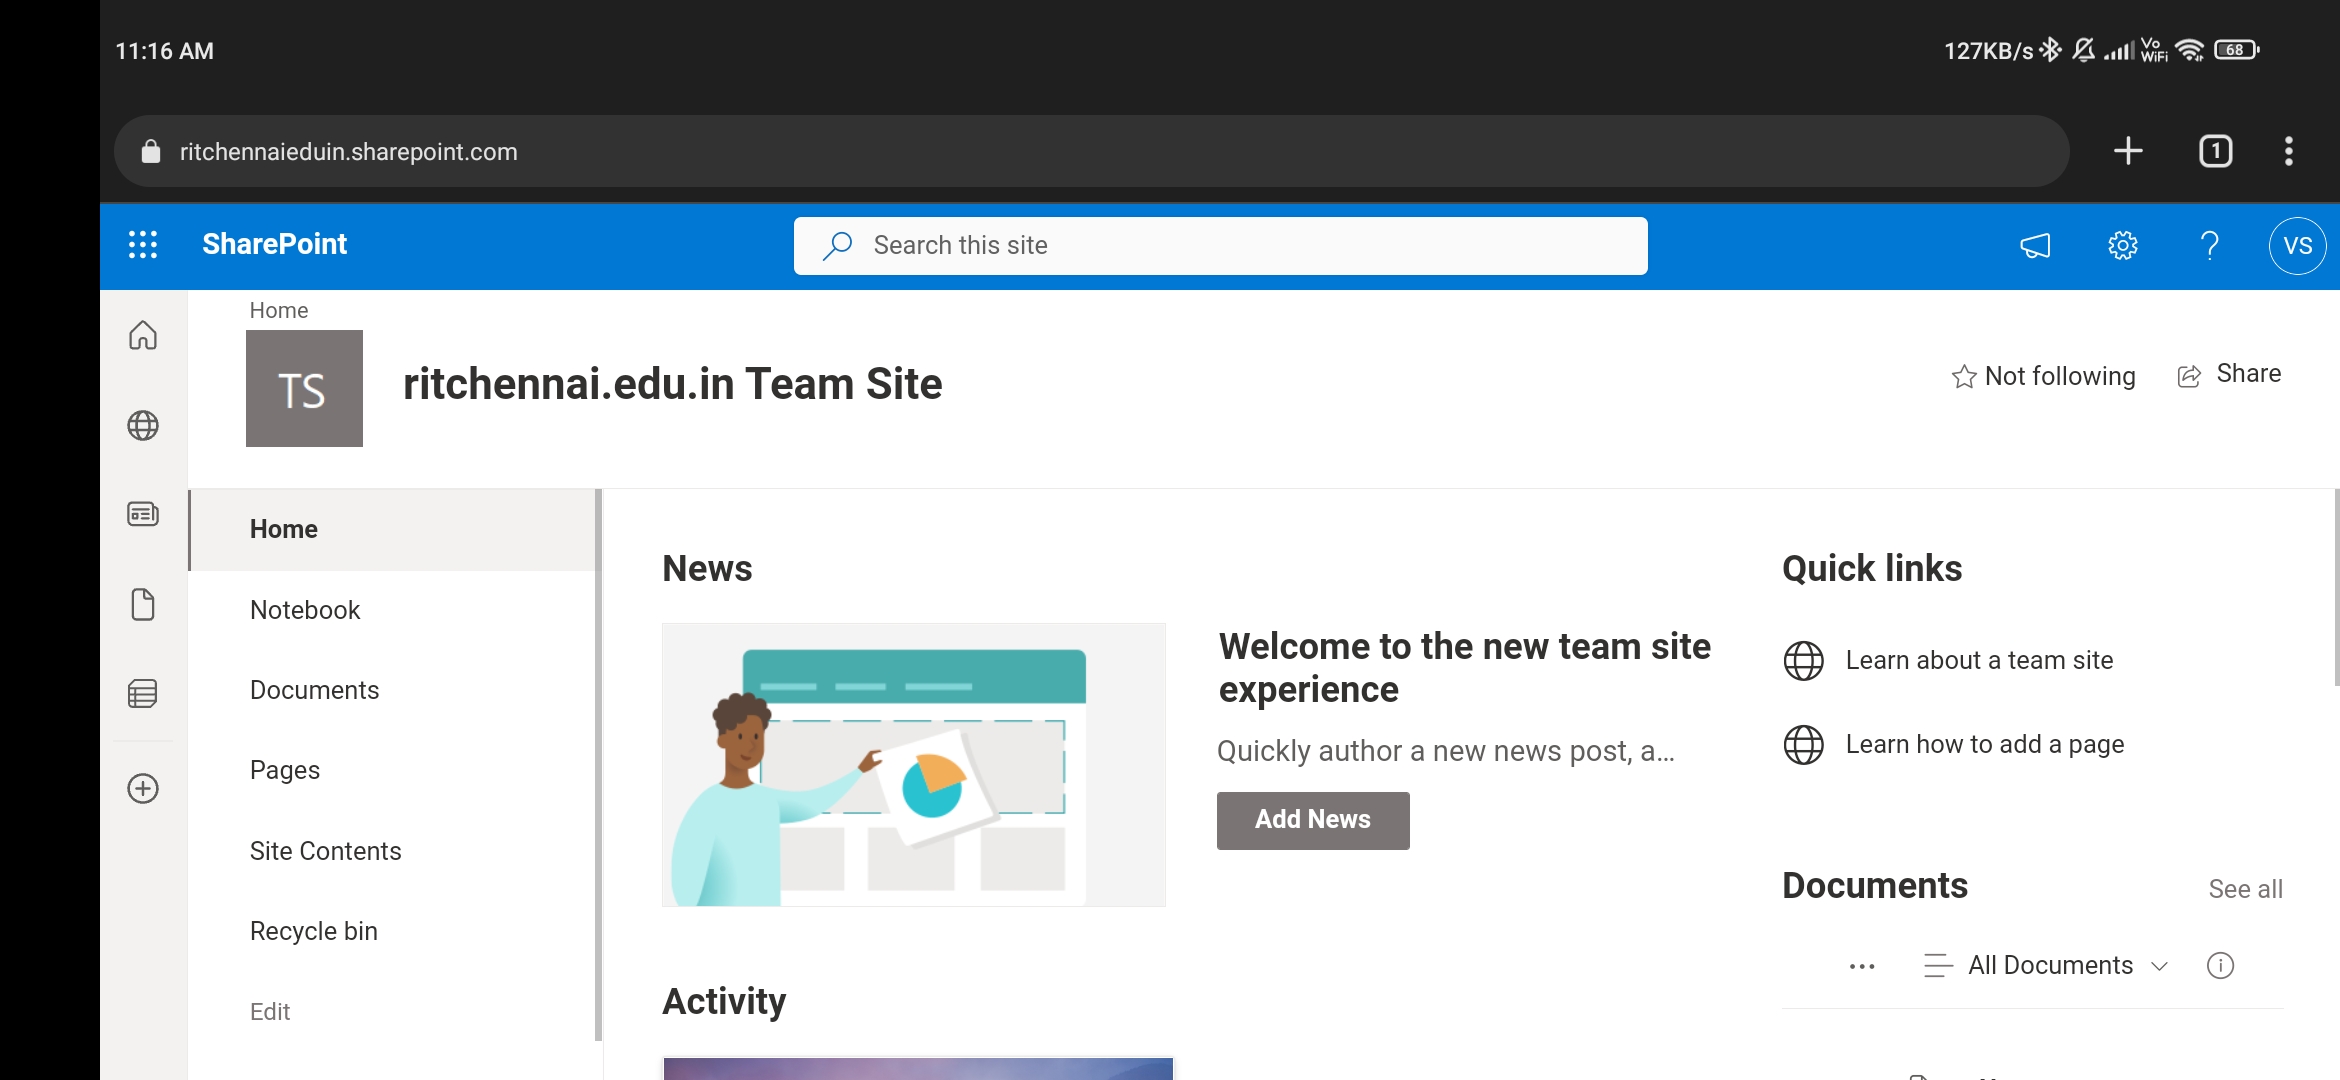 11:16 AM
127KB/s
Vo
WiFi
68
ritchennaieduin.sharepoint.com
1
SharePoint
Search this site
VS
Home
TS
ritchennai.edu.in Team Site
Not following
Share
Home
Notebook
Documents
Pages
Site Contents
Recycle bin
Edit
News
Welcome to the new team site
experience
Quickly author a new news post, a...
Add News
Activity
Quick links
Learn about a team site
Learn how to add a page
Documents
See all
All Documents